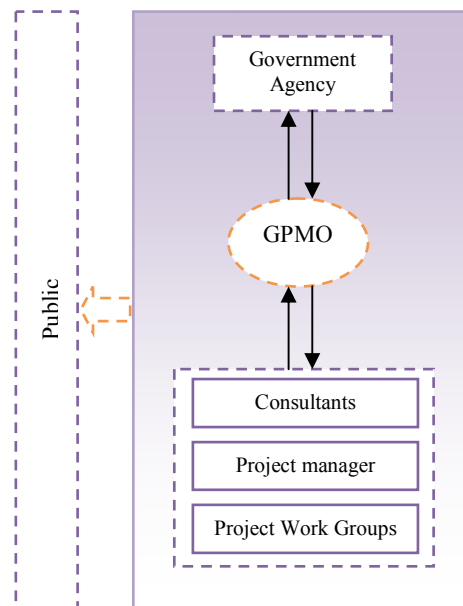 Government
Agency
GPMO
Public
Consultants
Project manager
Project Work Groups